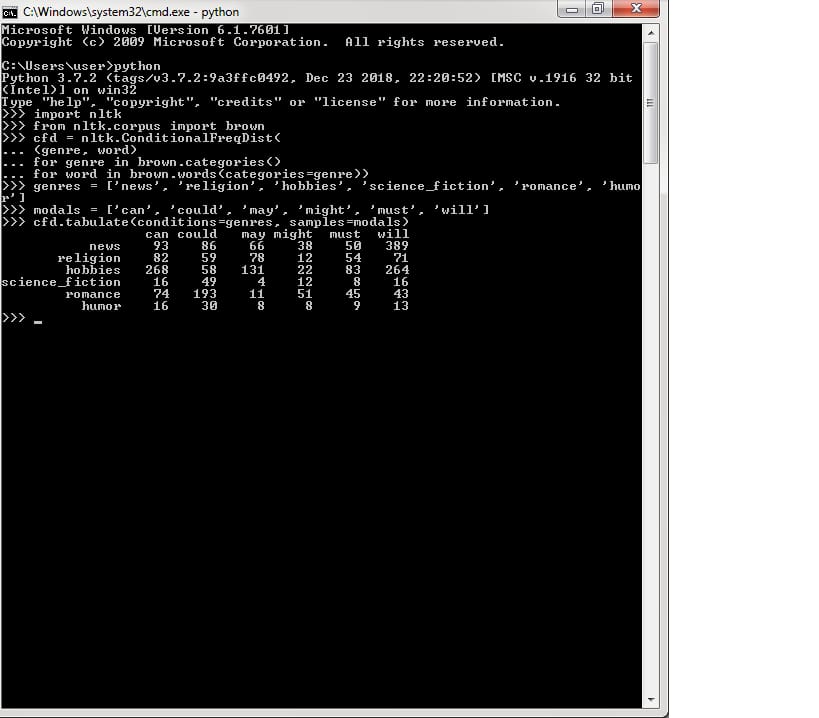 C:\Windows\system32\cmd.exe - python
Microsoft Windows [Version 6.1.7601]
Copyright (c) 2009 Microsoft Corporation.  All rights reserved.
C:\Users\user>python
Python 3.7.2 (tags/v3.7.2:9a3ffc0492, Dec 23 2018, 22:20:52) [MSC v.1916 32 bit
(Intel)] on win32
Type "help", "copyright", "credits" or "license" for more information.
>>> import nltk
>>> from nltk.corpus import brown
>>> cfd = nltk.ConditionalFreqDist(
... (genre, word)
... for genre in brown.categories()
... for word in brown.words(categories=genre))
>>> genres = ['news', 'religion', 'hobbies', 'science_fiction', 'romance', 'humo
r']
>>> modals = ['can', 'could', 'may', 'might', 'must', 'will']
>>> cfd.tabulate(conditions=genres, samples=modals)
can could may might must will
news 93 86 66 38 50 389
religion 82 59 78 12 54 71
hobbies 268 58 131 22 83 264
science_fiction 16 49 4 12 8 16
romance 74 193 11 51 45 43
humor 16 30 8 8 9 13
>>> _